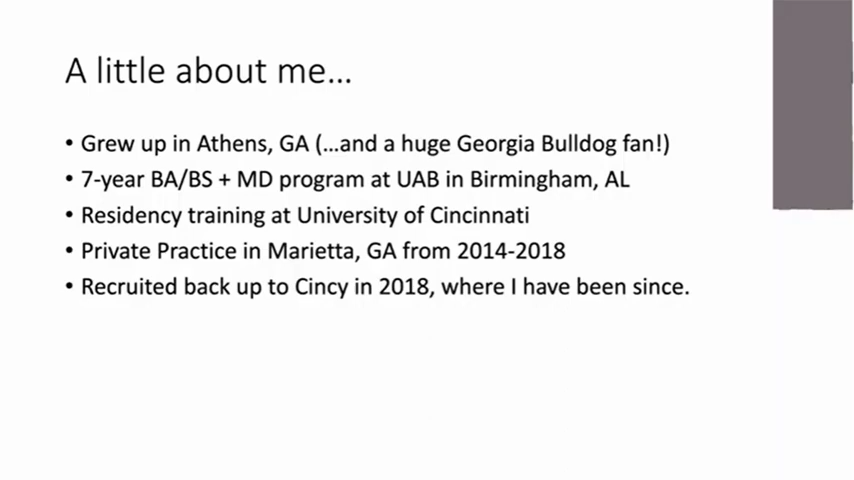 A little about me...
• Grew up in Athens, GA (...and a huge Georgia Bulldog fan!)
• 7-year BA/BS + MD program at UAB in Birmingham, AL
• Residency training at University of Cincinnati
• Private Practice in Marietta, GA from 2014-2018
• Recruited back up to Cincy in 2018, where I have been since.